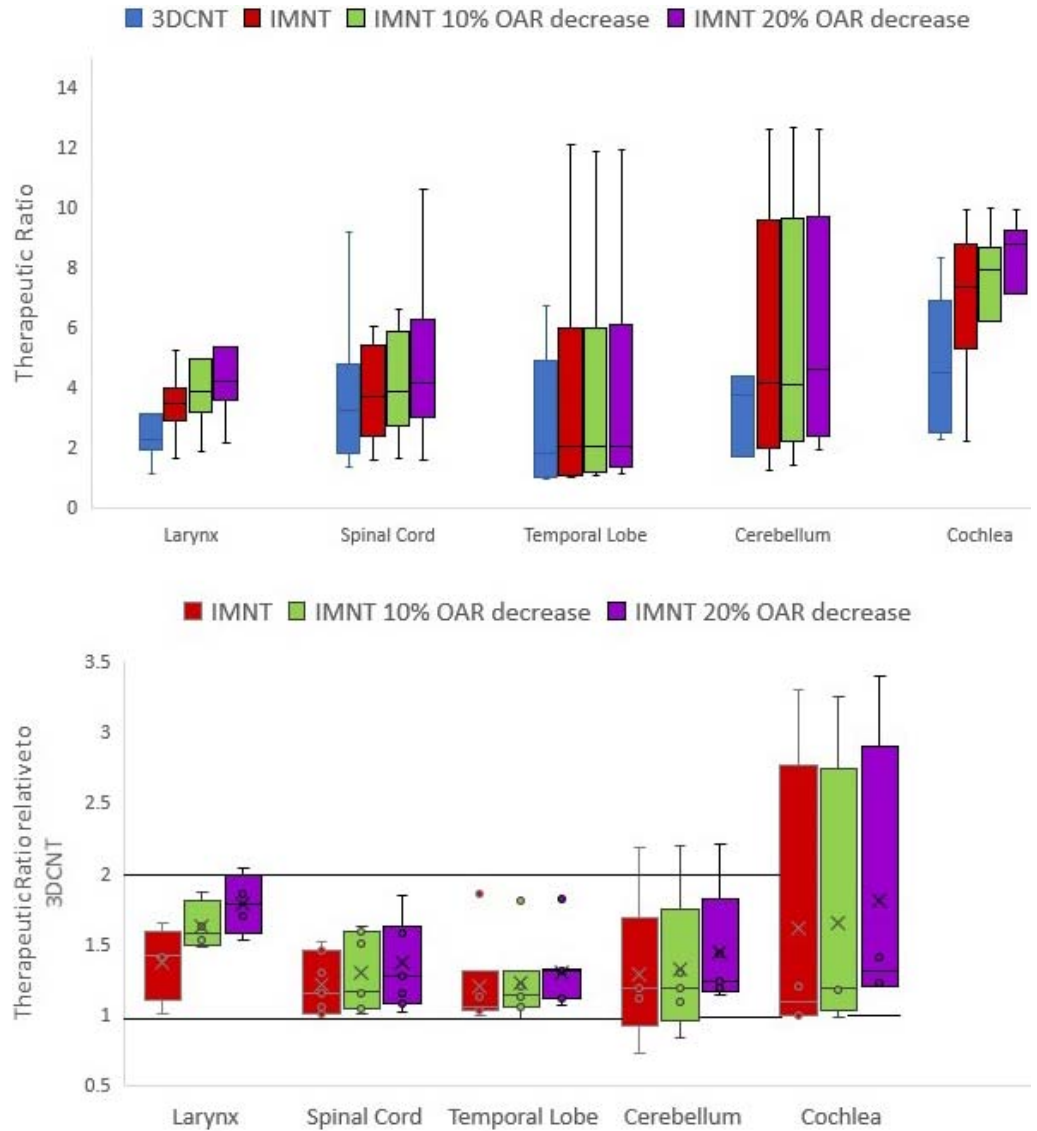 3DCNT IMNT IMNT 10% OAR decrease IMNT 20% OAR decrease
Therapeutic Ratio
14
12
10
8
6
4
2
0
Larynx Spinal Cord Temporal Lobe Cerebellum Cochlea
IMNT IMNT 10% OAR decrease IMNT 20% OAR decrease
Therapeutic Ratio relative to
3DCNT
3.5
3
2.5
2
1.5
1
0.5
Larynx Spinal Cord Temporal Lobe Cerebellum Cochlea